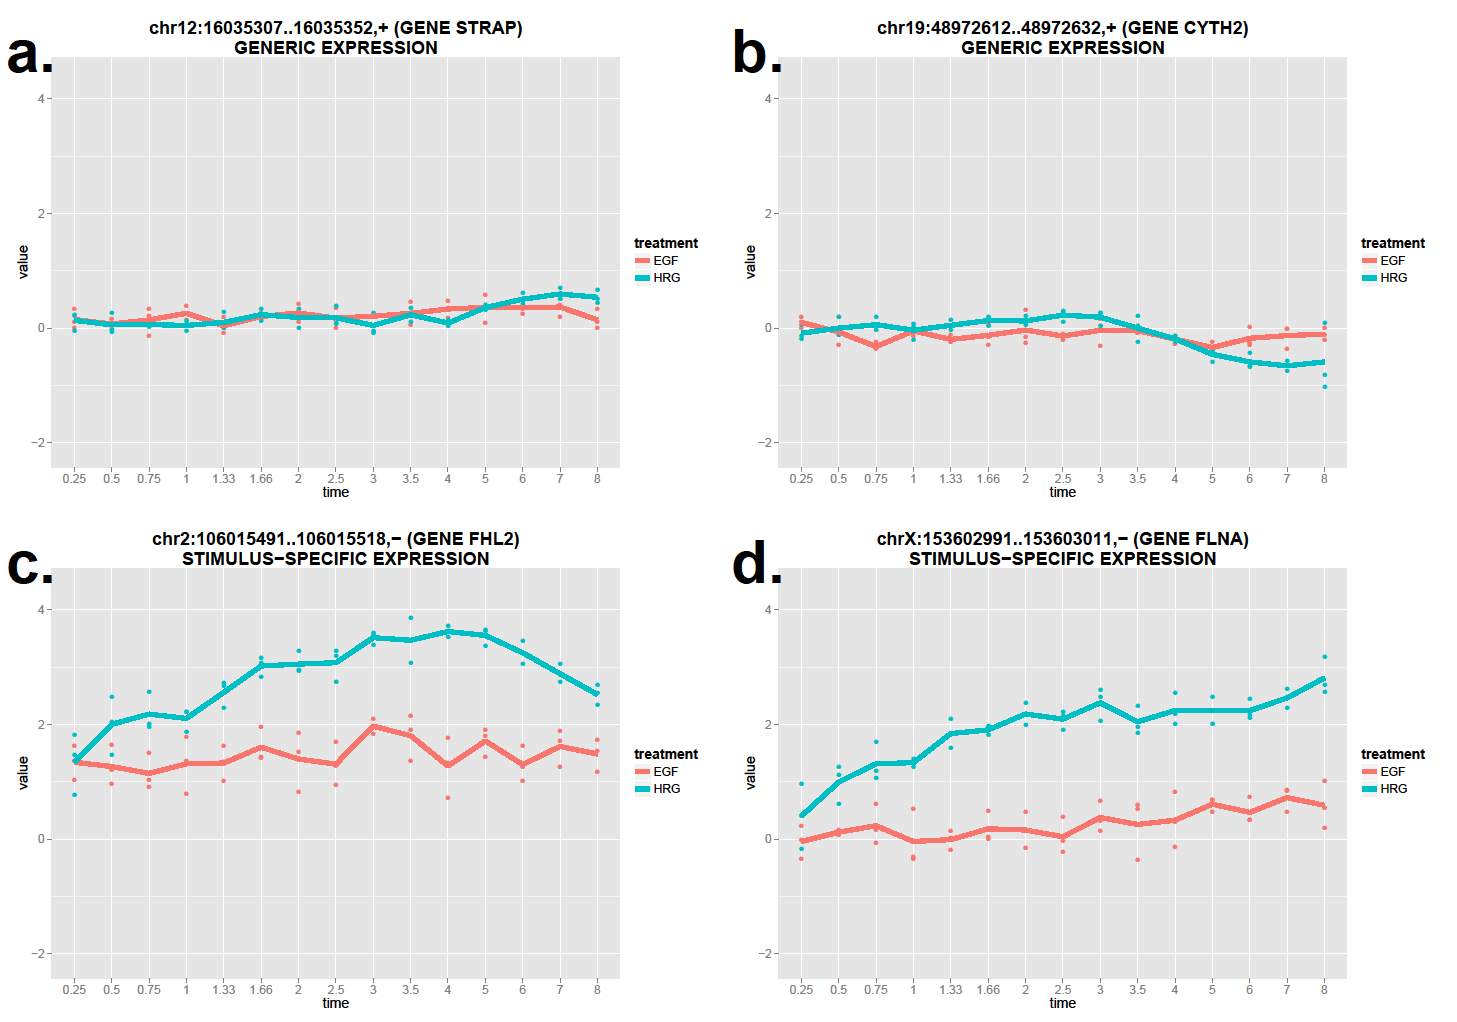 a.
chr12:16035307..16035352,+ (GENE STRAP)
GENERIC EXPRESSION
4
2
0
−2
value
0.25 0.5 0.75 1 1.33 1.66 2 2.5 3 3.5 4 5 6 7 8
time
treatment
EGF
HRG
b.
chr19:48972612..48972632,+ (GENE CYTH2)
GENERIC EXPRESSION
4
2
0
−2
value
0.25 0.5 0.75 1 1.33 1.66 2 2.5 3 3.5 4 5 6 7 8
time
treatment
EGF
HRG
c.
chr2:106015491..106015518,− (GENE FHL2)
STIMULUS−SPECIFIC EXPRESSION
4
2
0
−2
value
0.25 0.5 0.75 1 1.33 1.66 2 2.5 3 3.5 4 5 6 7 8
time
treatment
EGF
HRG
d.
chrX:153602991..153603011,− (GENE FLNA)
STIMULUS−SPECIFIC EXPRESSION
4
2
0
−2
value
0.25 0.5 0.75 1 1.33 1.66 2 2.5 3 3.5 4 5 6 7 8
time
treatment
EGF
HRG